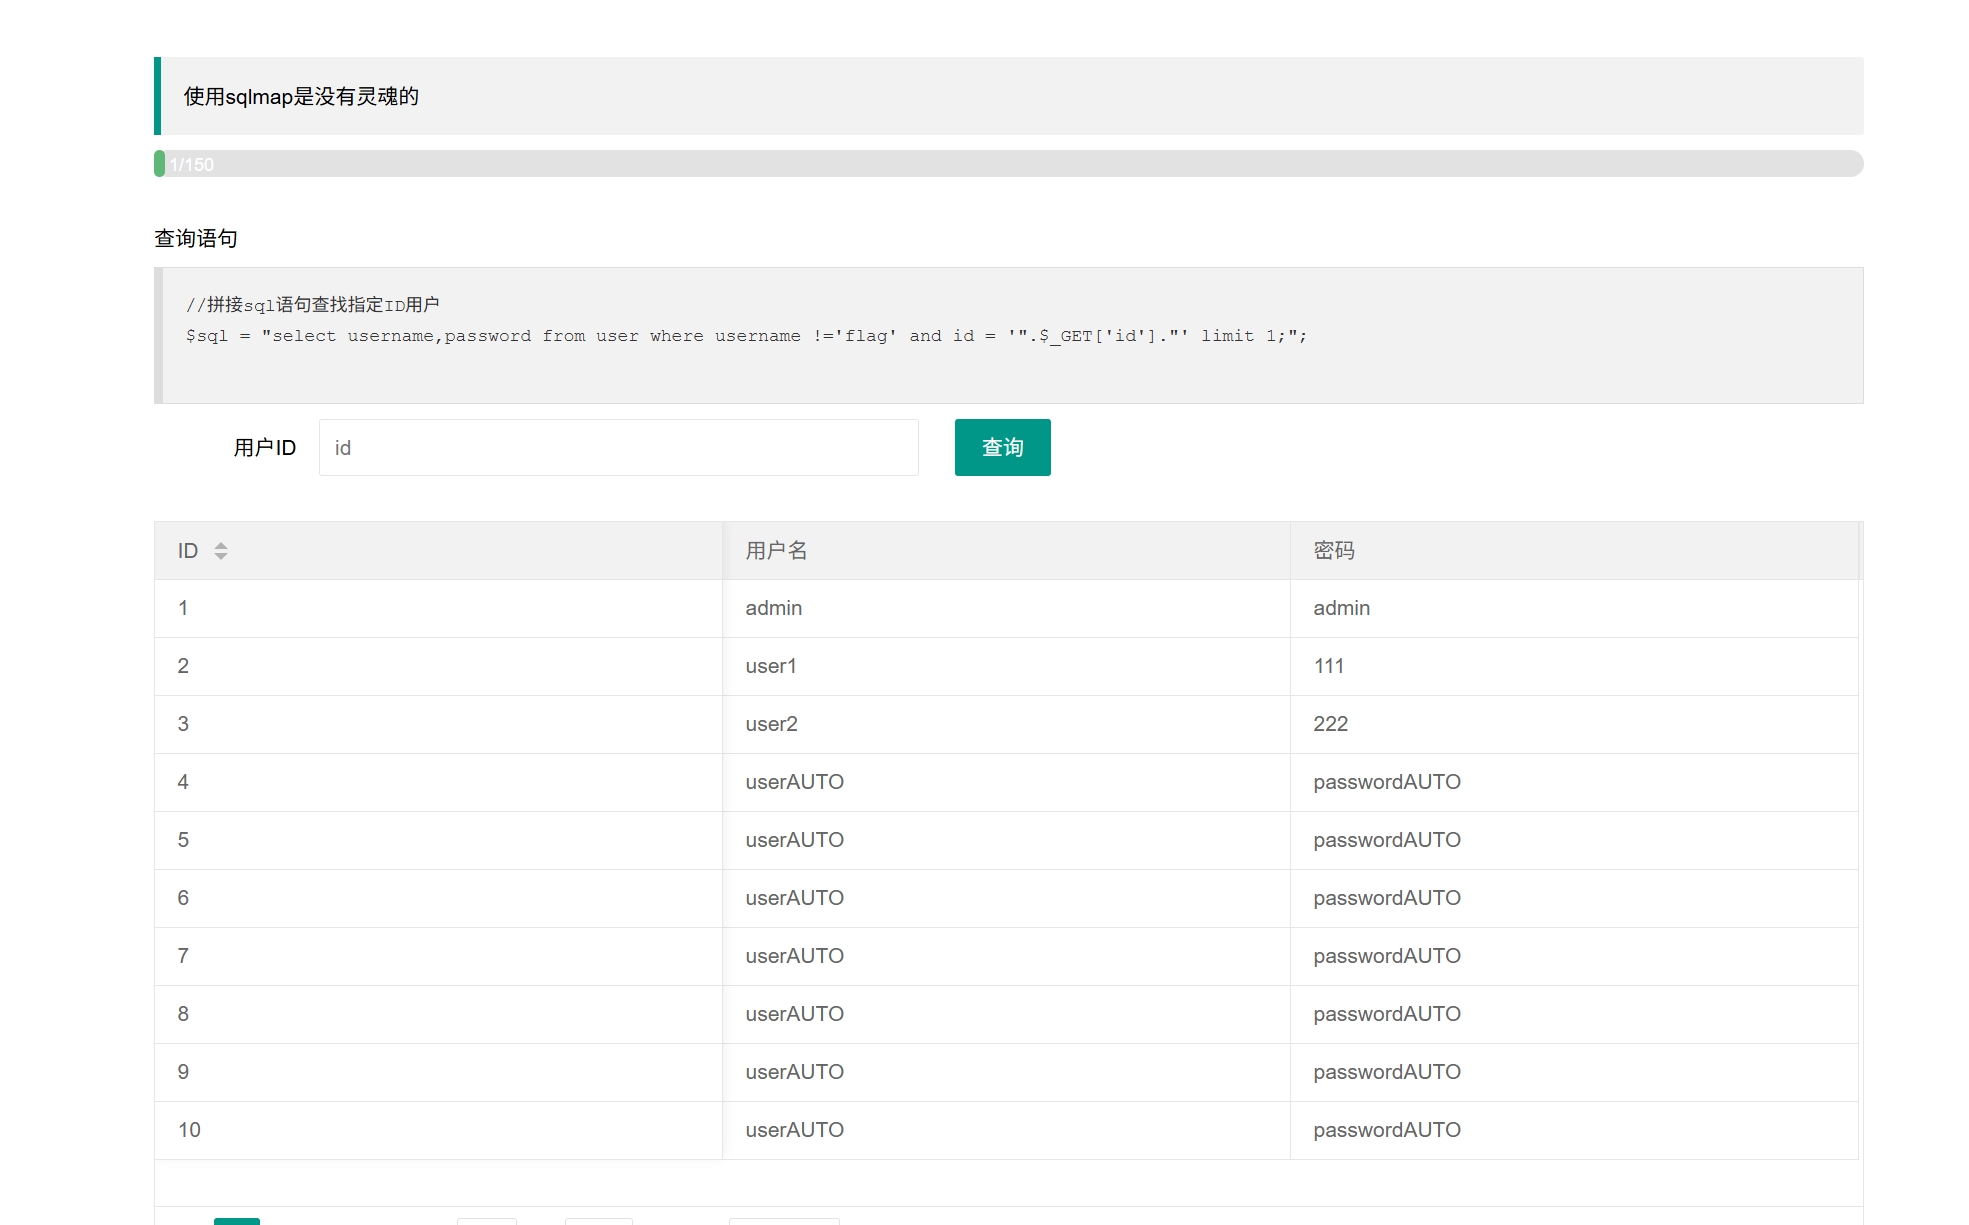 使用sqlmap是没有灵魂的
1/150
查询语句
//拼接sql语句查找指定ID用户
$sql = "select username,password from user where username !='flag' and id = '".$_GET['id']."' limit 1;";
用户ID id 查询
ID 用户名 密码
1 admin admin
2 user1 111
3 user2 222
4 userAUTO passwordAUTO
5 userAUTO passwordAUTO
6 userAUTO passwordAUTO
7 userAUTO passwordAUTO
8 userAUTO passwordAUTO
9 userAUTO passwordAUTO
10 userAUTO passwordAUTO